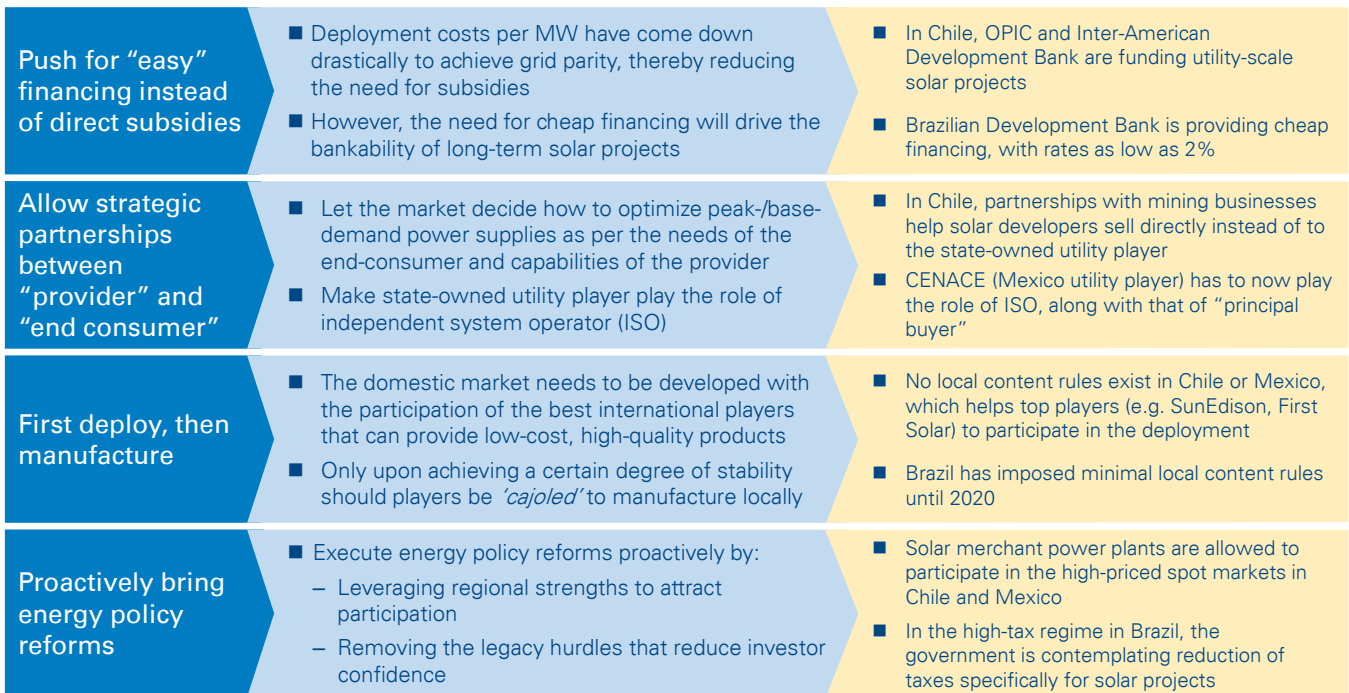 Push for “easy”
financing instead
of direct subsidies
■ Deployment costs per MW have come down
drastically to achieve grid parity, thereby reducing
the need for subsidies
■ However, the need for cheap financing will drive the
bankability of long-term solar projects
■ In Chile, OPIC and Inter-American
Development Bank are funding utility-scale
solar projects
■ Brazilian Development Bank is providing cheap
financing, with rates as low as 2%
Allow strategic
partnerships
between
“provider” and
“end consumer”
■ Let the market decide how to optimize peak-/base-
demand power supplies as per the needs of the
end-consumer and capabilities of the provider
■ Make state-owned utility player play the role of
independent system operator (ISO)
■ In Chile, partnerships with mining businesses
help solar developers sell directly instead of to
the state-owned utility player
■ CENACE (Mexico utility player) has to now play
the role of ISO, along with that of “principal
buyer”
First deploy, then
manufacture
■ The domestic market needs to be developed with
the participation of the best international players
that can provide low-cost, high-quality products
■ Only upon achieving a certain degree of stability
should players be ‘cajoled’ to manufacture locally
■ No local content rules exist in Chile or Mexico,
which helps top players (e.g. SunEdison, First
Solar) to participate in the deployment
■ Brazil has imposed minimal local content rules
until 2020
Proactively bring
energy policy
reforms
■ Execute energy policy reforms proactively by:
– Leveraging regional strengths to attract
participation
– Removing the legacy hurdles that reduce investor
confidence
■ Solar merchant power plants are allowed to
participate in the high-priced spot markets in
Chile and Mexico
■ In the high-tax regime in Brazil, the
government is contemplating reduction of
taxes specifically for solar projects